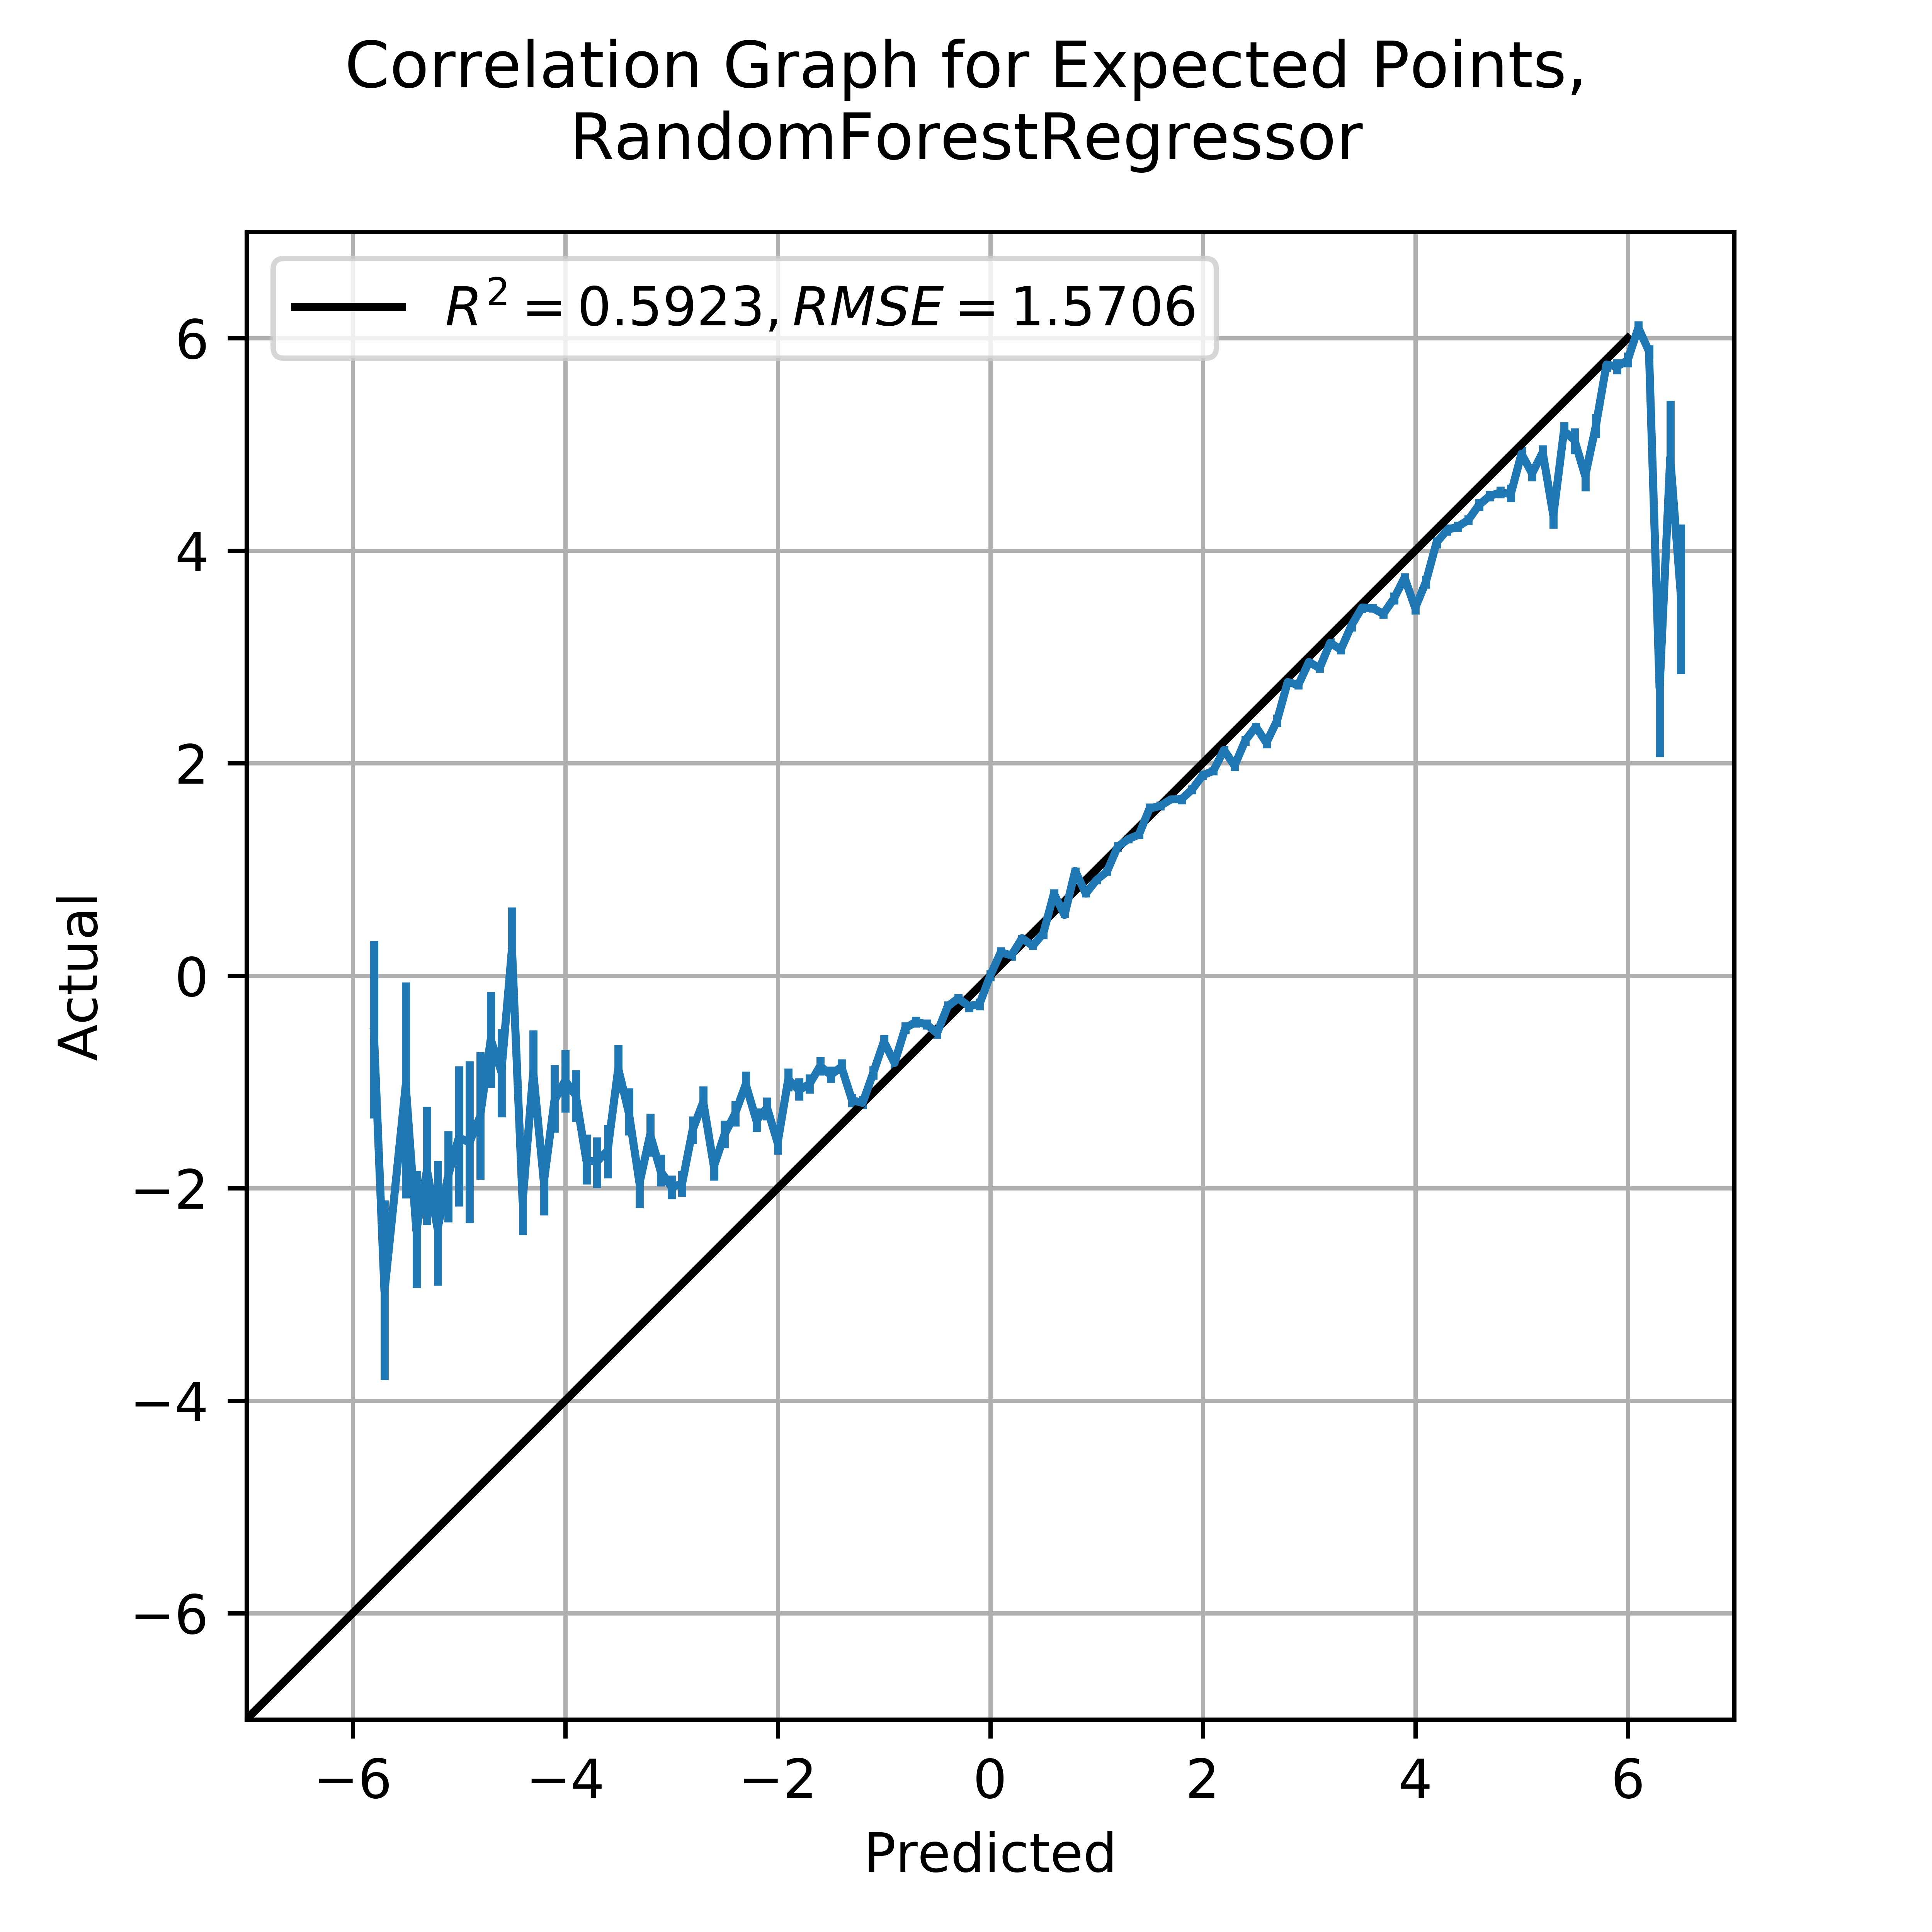 Correlation Graph for Expected Points,
RandomForestRegressor
R² = 0.5923, RMSE = 1.5706
6
4
2
0
−2
−4
−6
Actual
−6 −4 −2 0 2 4 6
Predicted